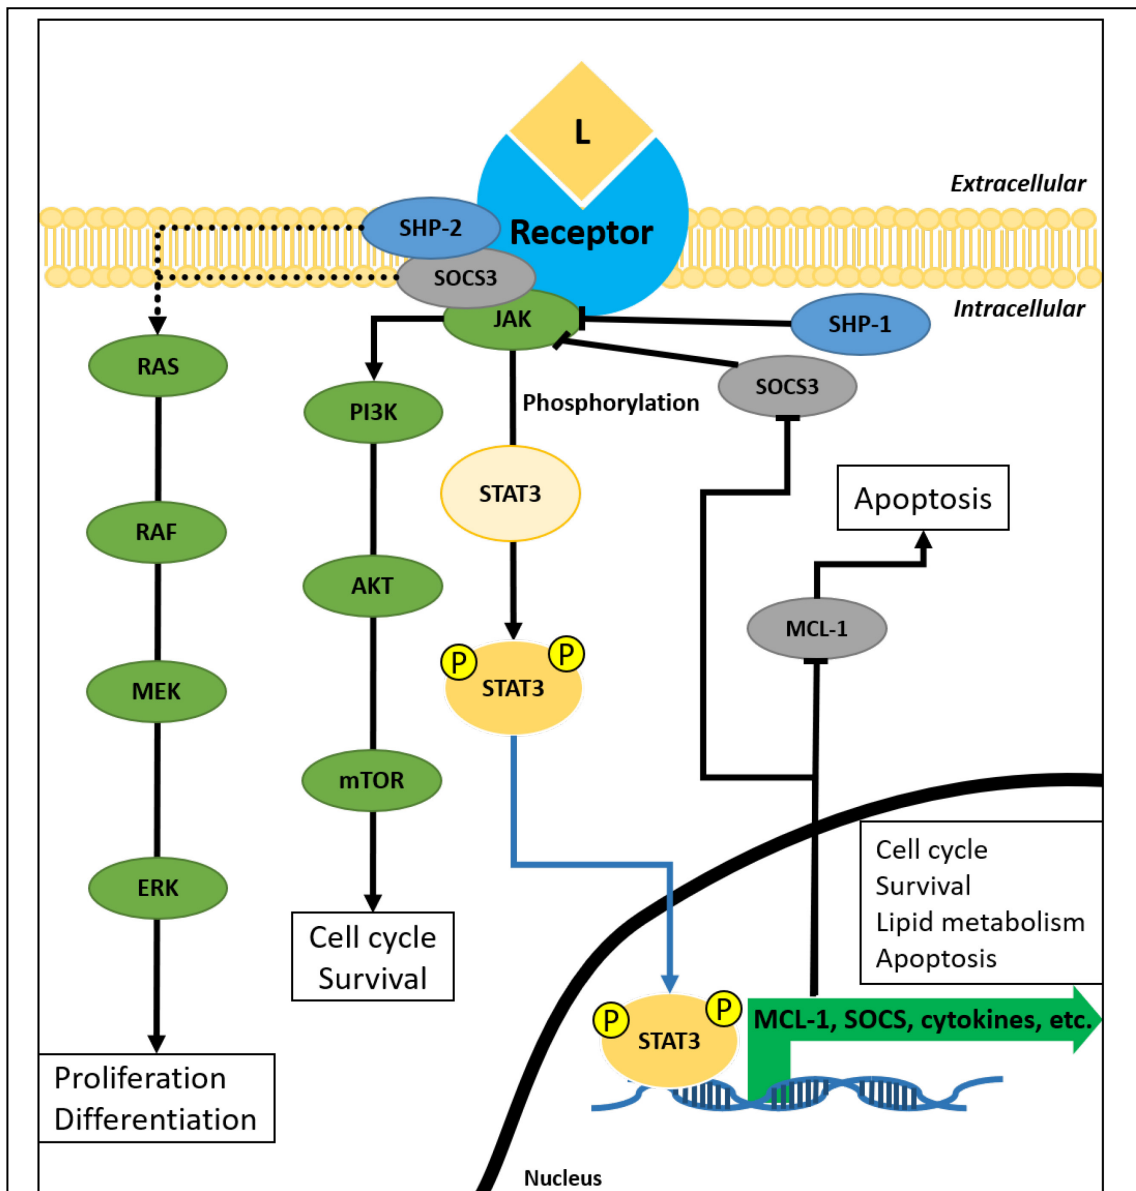 L
Extracellular
SHP-2
Receptor
SOCS3
Intracellular
JAK
SHP-1
RAS
SOCS3
PI3K
Phosphorylation
STAT3
Apoptosis
RAF
AKT
MCL-1
P
P
STAT3
MEK
mTOR
Cell cycle
Survival
Lipid metabolism
Apoptosis
ERK
Cell cycle
Survival
P
P
STAT3
MCL-1, SOCS, cytokines, etc.
Proliferation
Differentiation
Nucleus